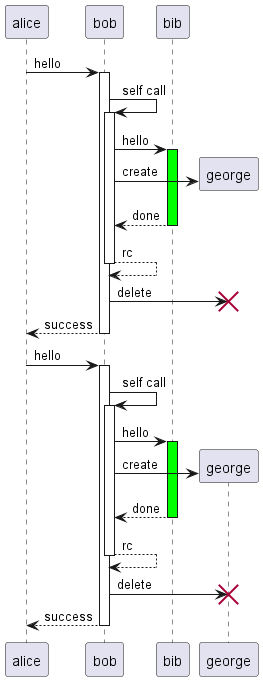 alice bob bib
hello
self call
hello
create
george
done
rc
delete
success
hello
self call
hello
create
george
done
rc
delete
success
alice bob bib george